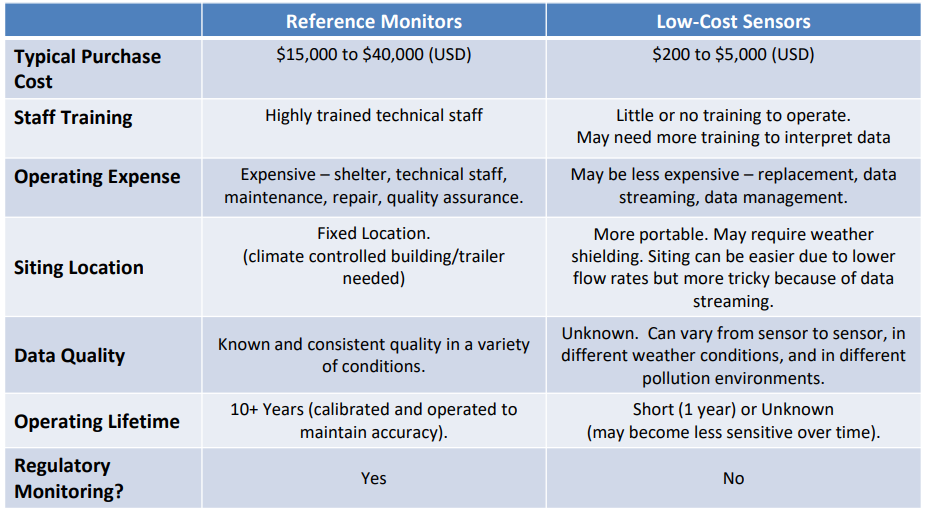 Reference Monitors
Low-Cost Sensors
Typical Purchase
Cost
$15,000 to $40,000 (USD)
$200 to $5,000 (USD)
Staff Training
Highly trained technical staff
Little or no training to operate.
May need more training to interpret data
Operating Expense
Expensive – shelter, technical staff,
maintenance, repair, quality assurance.
May be less expensive – replacement, data
streaming, data management.
Siting Location
Fixed Location.
(climate controlled building/trailer
needed)
More portable. May require weather
shielding. Siting can be easier due to lower
flow rates but more tricky because of data
streaming.
Data Quality
Known and consistent quality in a variety
of conditions.
Unknown.  Can vary from sensor to sensor, in
different weather conditions, and in different
pollution environments.
Operating Lifetime
10+ Years (calibrated and operated to
maintain accuracy).
Short (1 year) or Unknown
(may become less sensitive over time).
Regulatory
Monitoring?
Yes
No